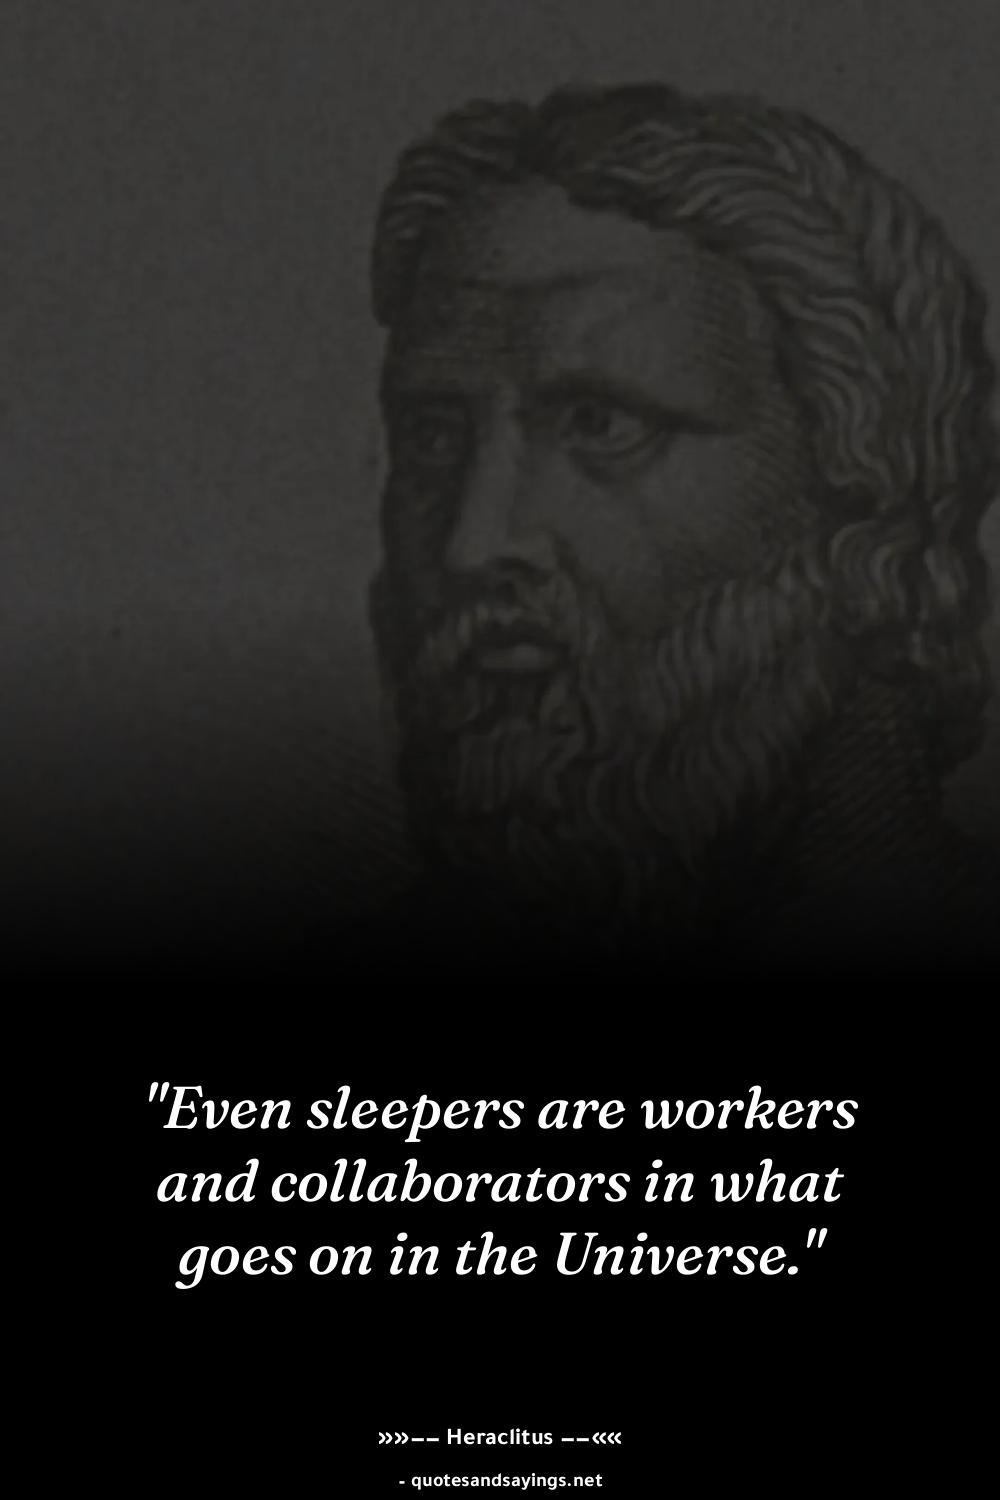 "Even sleepers are workers
and collaborators in what
goes on in the Universe."
»»–– Heraclitus ––««
- quotesandsayings.net